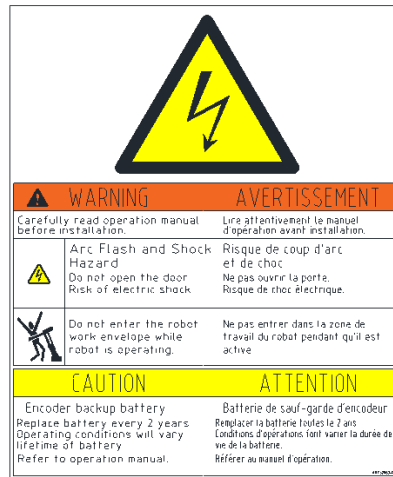 WARNING
AVERTISSEMENT
Carefully read operation manual
before installation.
Lire attentivement le manuel
d'opération avant installation.
Arc Flash and Shock
Hazard
Do not open the door
Risk of electric shock
Risque de coup d'arc
et de choc
Ne pas ouvrir la porte.
Risque de choc électrique.
Do not enter the robot
work envelope while
robot is operating.
Ne pas entrer dans la zone de
travail du robot pendant qu'il est
active
CAUTION
ATTENTION
Encoder backup battery
Replace battery every 2 years
Operating conditions will vary
lifetime of battery
Refer to operation manual.
Batterie de sauf-garde d'encodeur
Remplacer la batterie toutes le 2 ans
Conditions d'opérations font varier la durée de
vie de la batterie.
Référer au manuel d'opération.